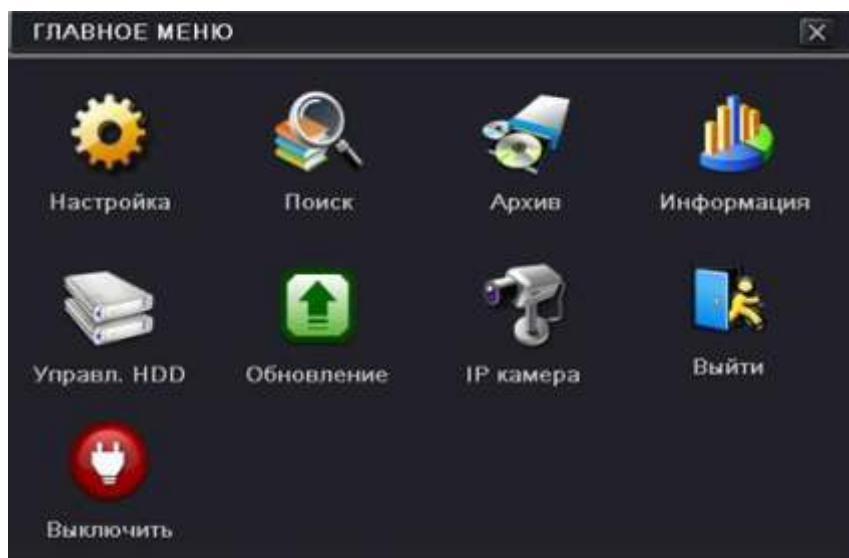 ГЛАВНОЕ МЕНЮ
Настройка
Поиск
Архив
Информация
Управл. HDD
Обновление
IP камера
Выйти
Выключить